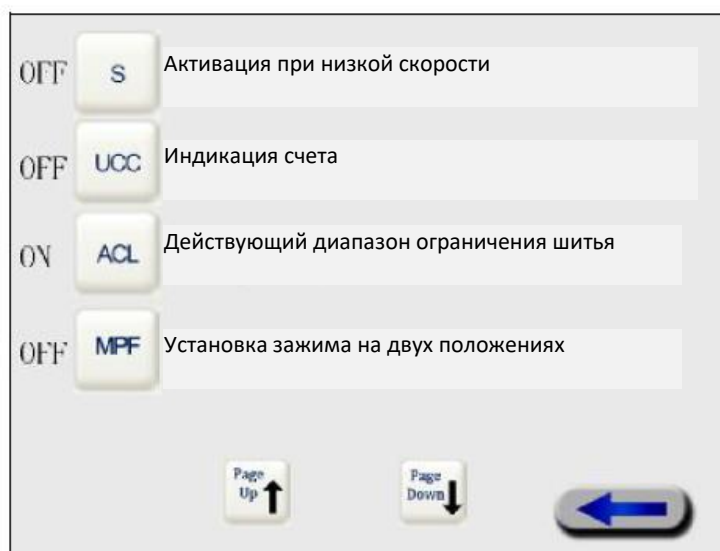 OFF S Активация при низкой скорости
OFF UCC Индикация счета
ON ACL Действующий диапазон ограничения шитья
OFF MPF Установка зажима на двух положениях
Page Up Page Down